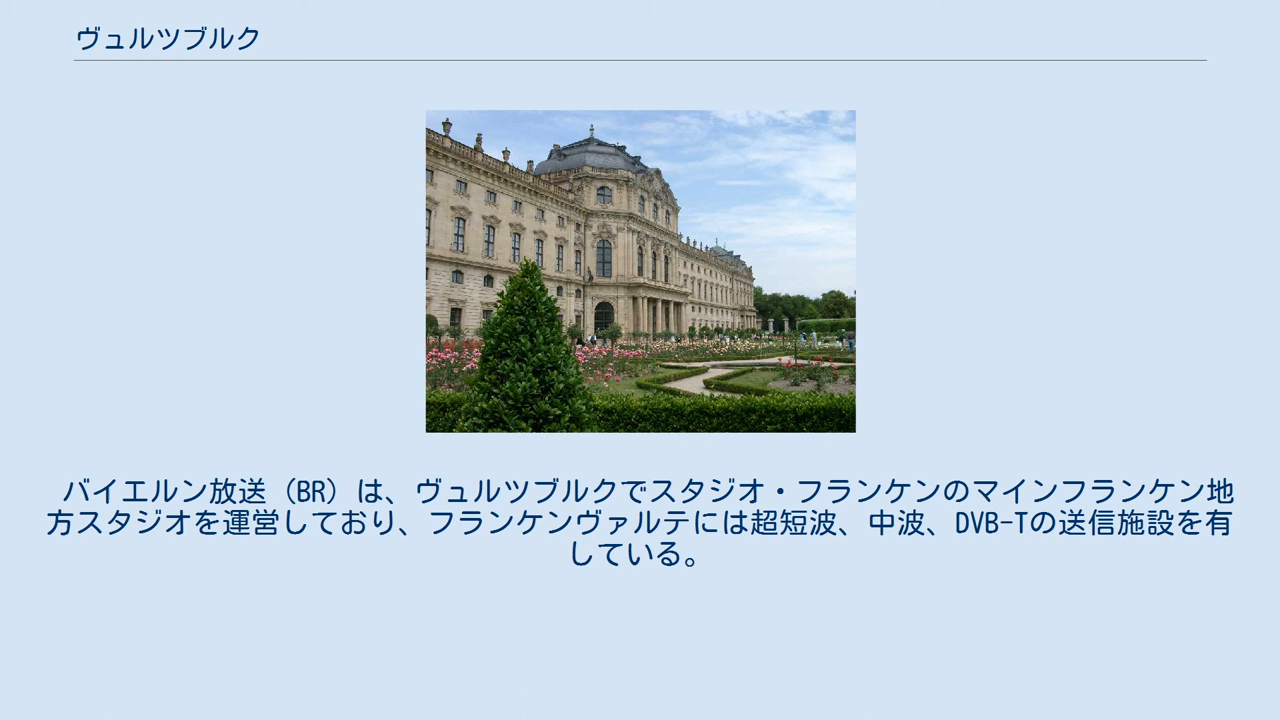 ヴュルツブルク
バイエルン放送（BR）は、ヴュルツブルクでスタジオ・フランケンのマインフランケン地
方スタジオを運営しており、フランケンヴァルテには超短波、中波、DVB-Tの送信施設を有
している。